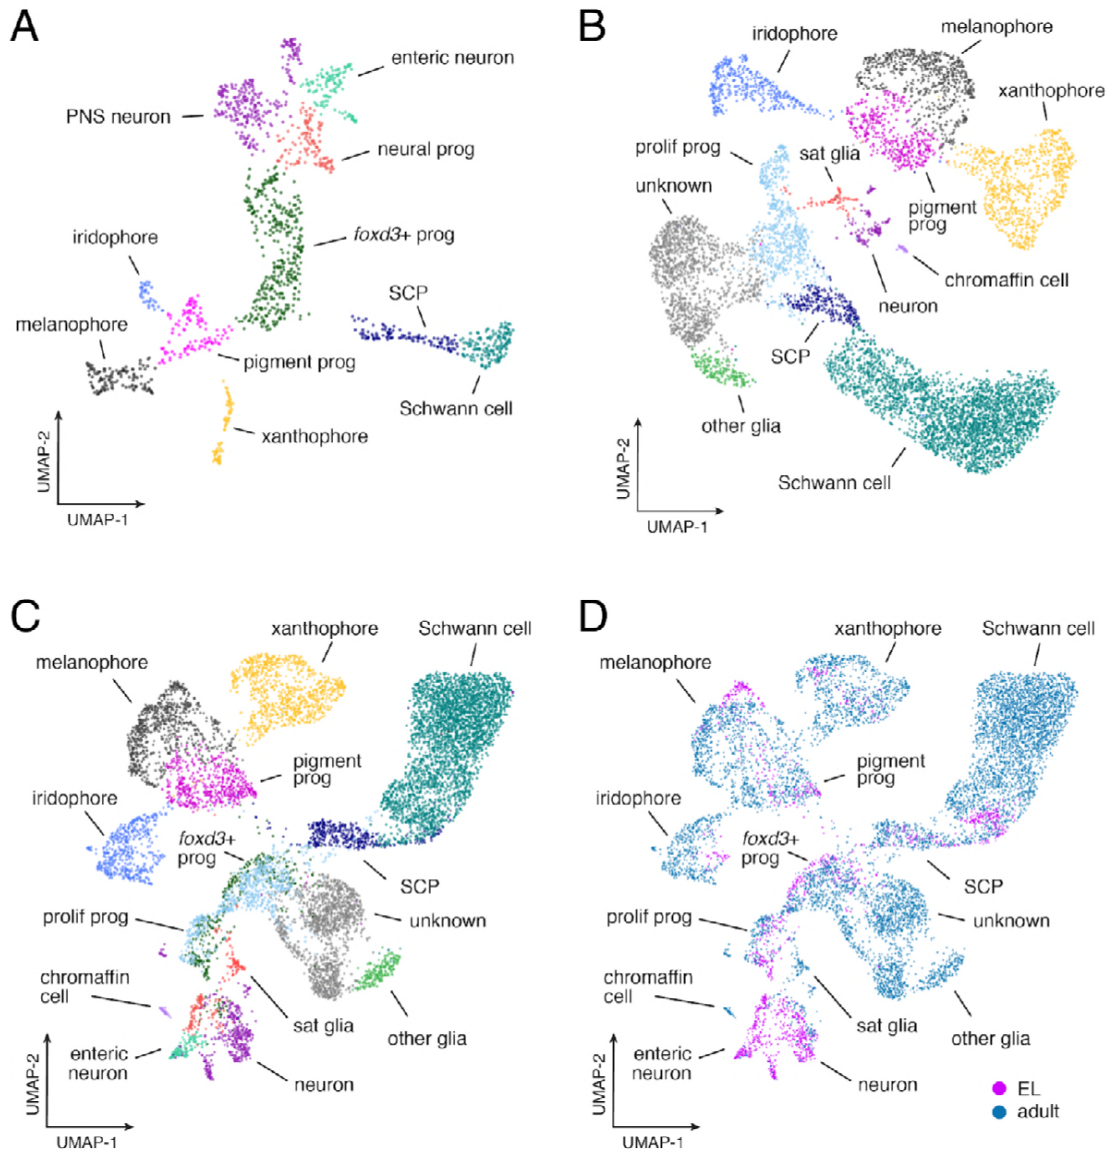 A
enteric neuron
PNS neuron
neural prog
foxd3+ prog
iridophore
SCP
melanophore
pigment prog
Schwann cell
xanthophore
UMAP-2
UMAP-1
B
melanophore
iridophore
xanthophore
prolif prog
sat glia
unknown
pigment
prog
chromaffin cell
neuron
SCP
other glia
Schwann cell
UMAP-2
UMAP-1
C
xanthophore
Schwann cell
melanophore
pigment
prog
iridophore
foxd3+
prog
SCP
prolif prog
unknown
chromaffin
cell
sat glia
other glia
enteric
neuron
neuron
UMAP-2
UMAP-1
D
xanthophore
Schwann cell
melanophore
pigment
prog
iridophore
foxd3+
prog
SCP
prolif prog
unknown
chromaffin
cell
sat glia
other glia
enteric
neuron
neuron
EL
adult
UMAP-2
UMAP-1